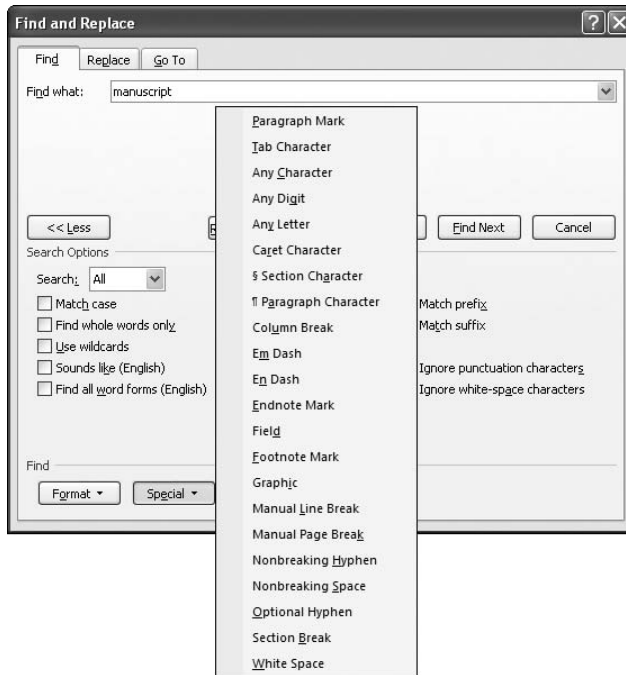 Find and Replace
Find
Replace
Go To
Find what:
manuscript
<< Less
R
Find Next
Cancel
Search Options
Search:
All
Match case
Find whole words only
Use wildcards
Sounds like (English)
Find all word forms (English)
Match prefix
Match suffix
Ignore punctuation characters
Ignore white-space characters
Find
Format
Special
Paragraph Mark
Tab Character
Any Character
Any Digit
Any Letter
Caret Character
§ Section Character
¶ Paragraph Character
Column Break
Em Dash
En Dash
Endnote Mark
Field
Footnote Mark
Graphic
Manual Line Break
Manual Page Break
Nonbreaking Hyphen
Nonbreaking Space
Optional Hyphen
Section Break
White Space